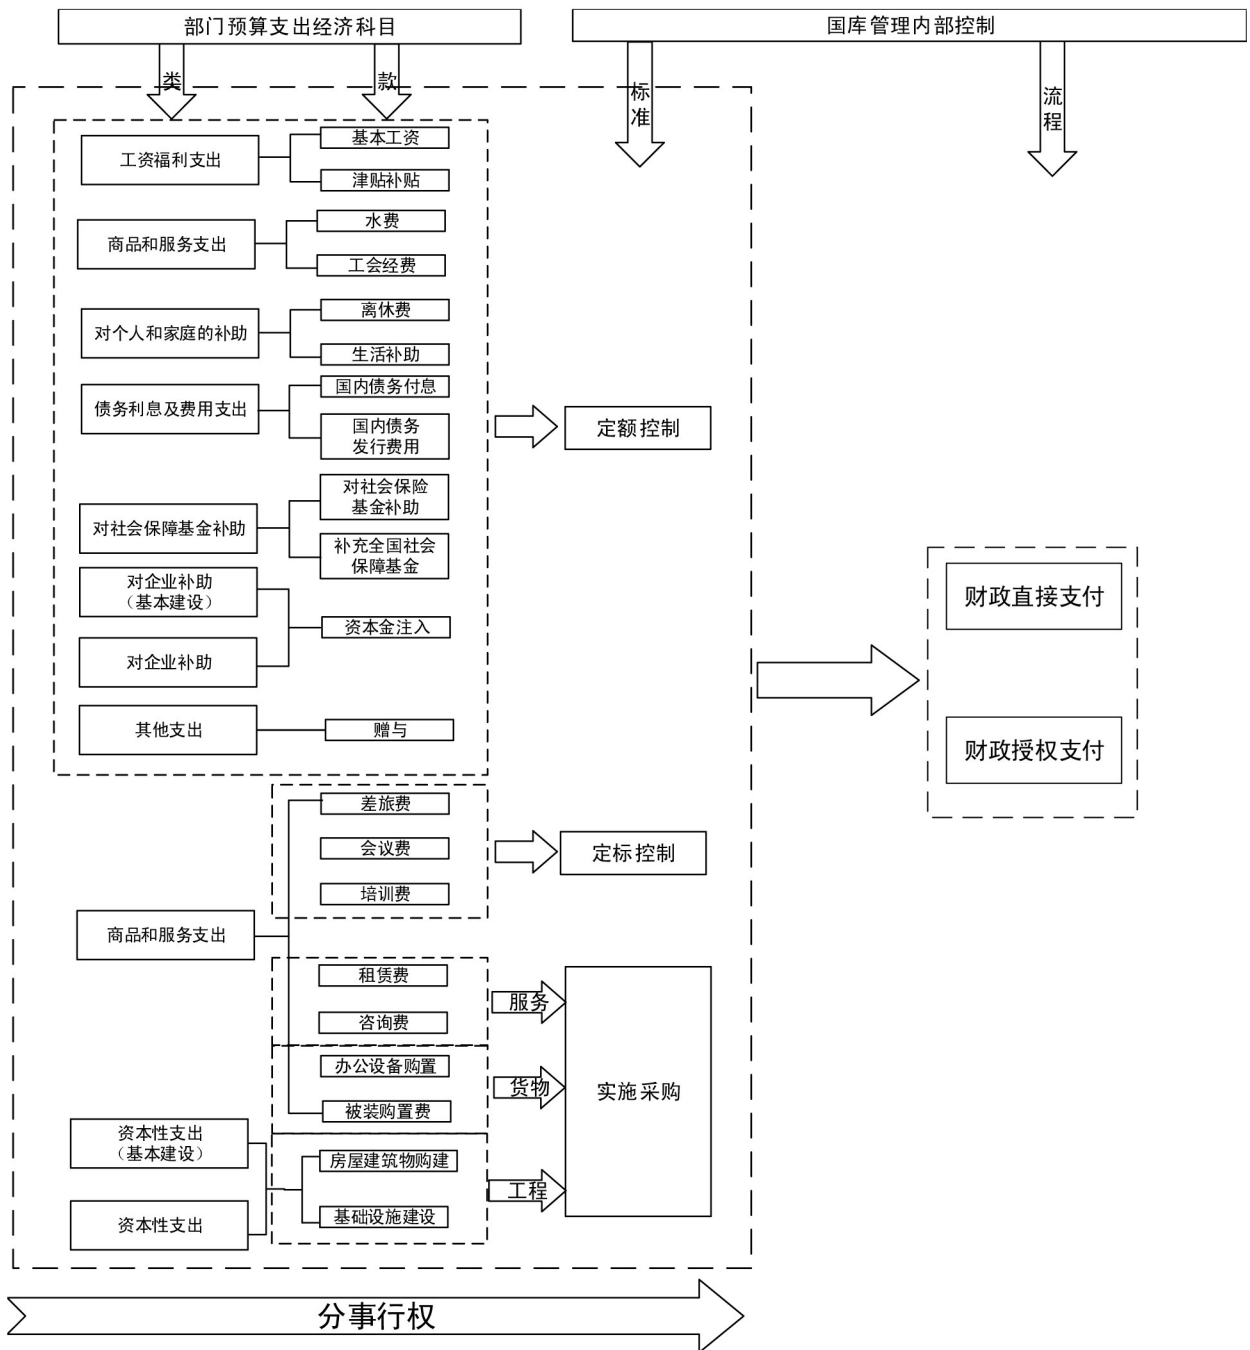 部门预算支出经济科目
国库管理内部控制
类
款
标
准
流
程
工资福利支出
基本工资
津贴补贴
商品和服务支出
水费
工会经费
对个人和家庭的补助
离休费
生活补助
债务利息及费用支出
国内债务付息
国内债务
发行费用
定额控制
对社会保障基金补助
对社会保险
基金补助
补充全国社会
保障基金
对企业补助
（基本建设）
对企业补助
资本金注入
其他支出
赠与
财政直接支付
财政授权支付
商品和服务支出
差旅费
会议费
培训费
定标控制
租赁费
咨询费
服务
办公设备购置
被装购置费
货物
实施采购
资本性支出
（基本建设）
资本性支出
房屋建筑物购建
基础设施建设
工程
分事行权